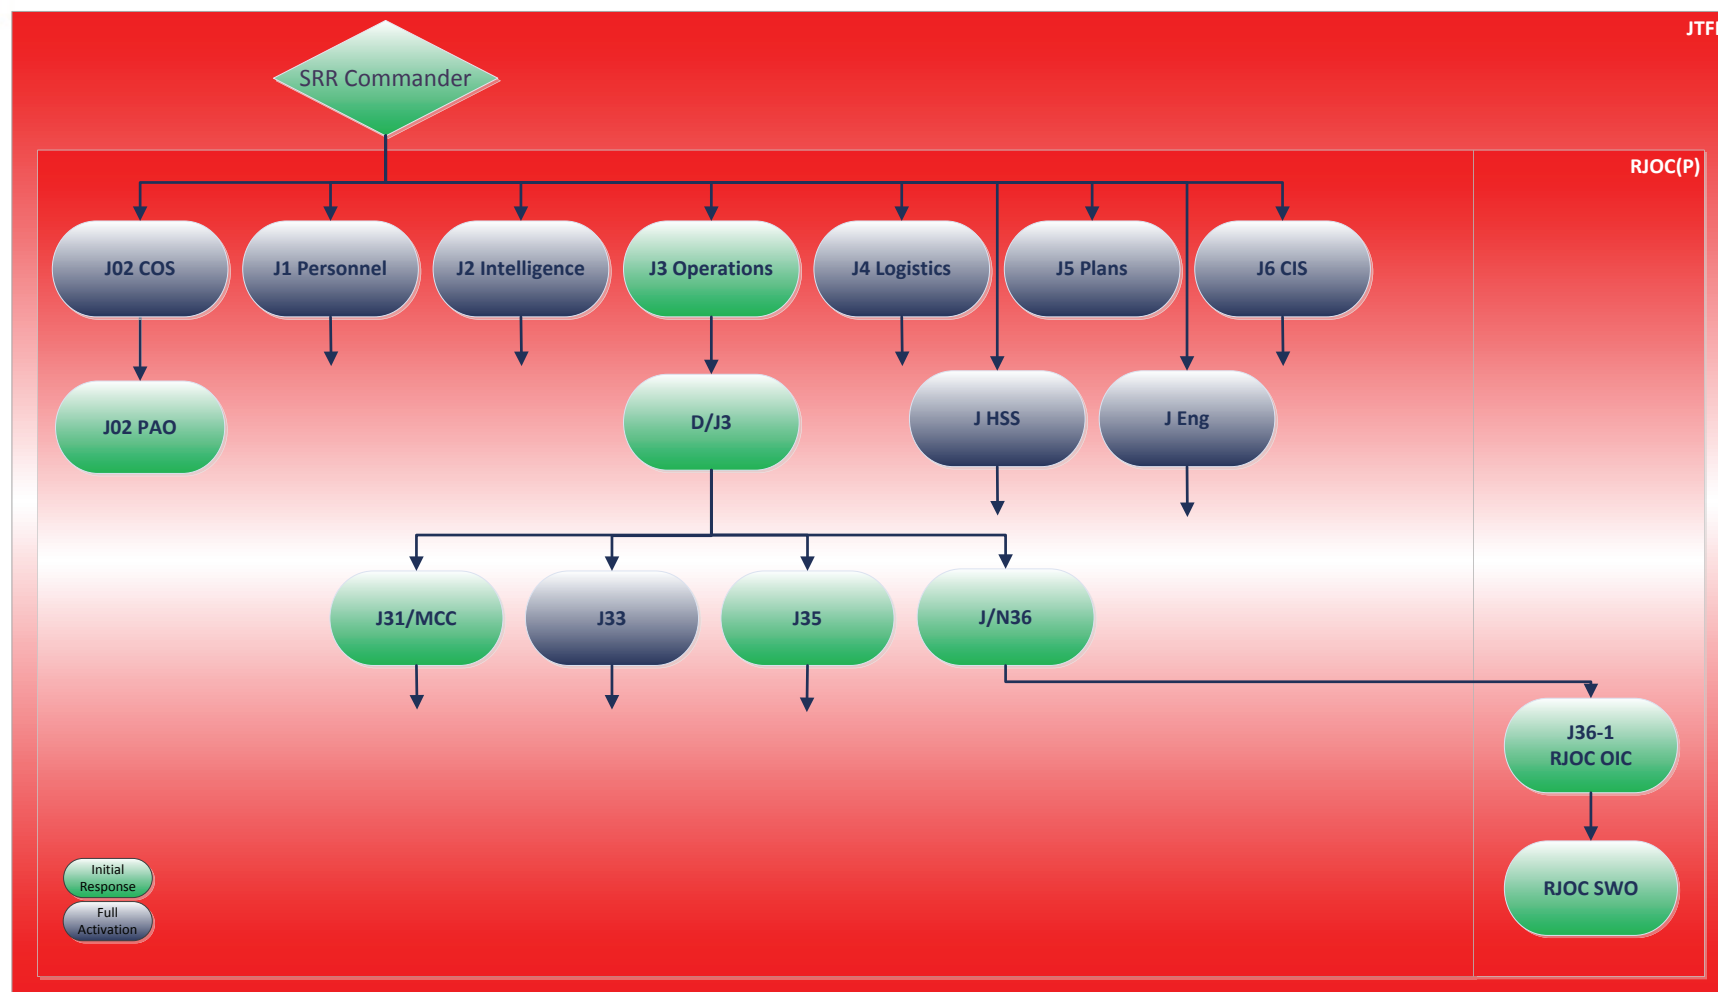 SRR Commander
RJOC(P)
J02 COS
J1 Personnel
J2 Intelligence
J3 Operations
J4 Logistics
J5 Plans
J6 CIS
J02 PAO
D/J3
J HSS
J Eng
J31/MCC
J33
J35
J/N36
J36-1
RJOC OIC
RJOC SWO
Initial
Response
Full
Activation